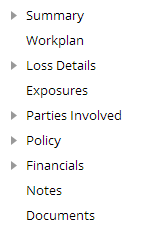 Summary
Workplan
Loss Details
Exposures
Parties Involved
Policy
Financials
Notes
Documents